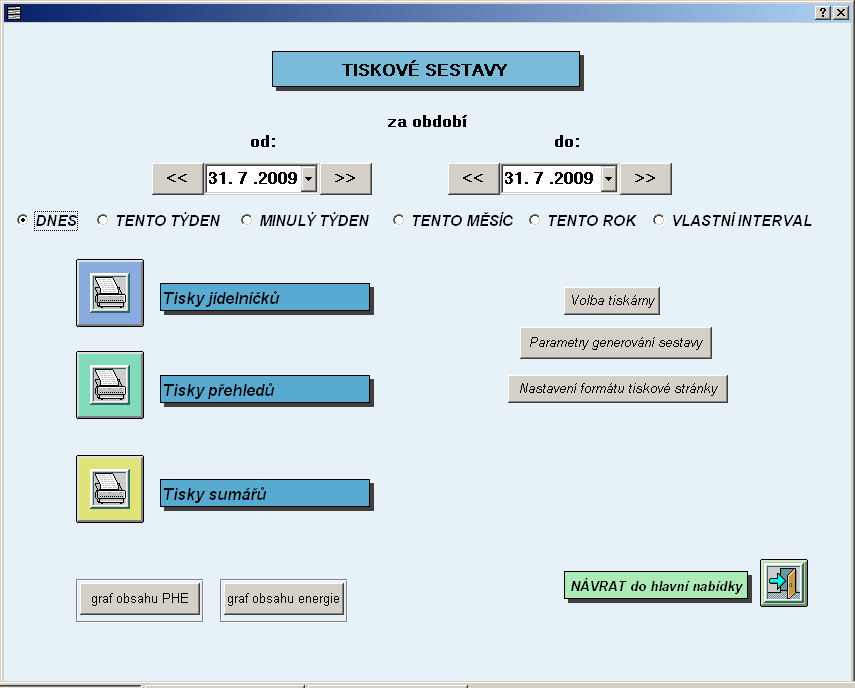 TISKOVÉ SESTAVY
za období
od: do:
<< 31. 7 .2009 >> << 31. 7 .2009 >>
DNES TENTO TÝDEN MINULÝ TÝDEN TENTO MĚSÍC TENTO ROK VLASTNÍ INTERVAL
Tisky jídelníčků
Volba tiskárny
Parametry generování sestavy
Tisky přehledů
Nastavení formátu tiskové stránky
Tisky sumářů
NÁVRAT do hlavní nabídky
graf obsahu PHE
graf obsahu energie